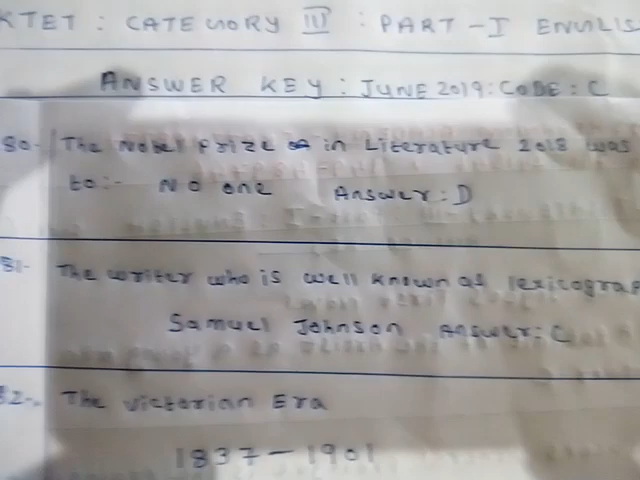 KTET : CATEGORY III : PART - I ENGLIS
ANSWER KEY : JUNE 2019 : CODE : C
80- The Nobel Prize in Literature 2018 was
to:- No one Answer : D
81- The writer who is well known as lexicograp
Samuel Johnson Answer : C
82- The Victorian Era
1837 - 1901